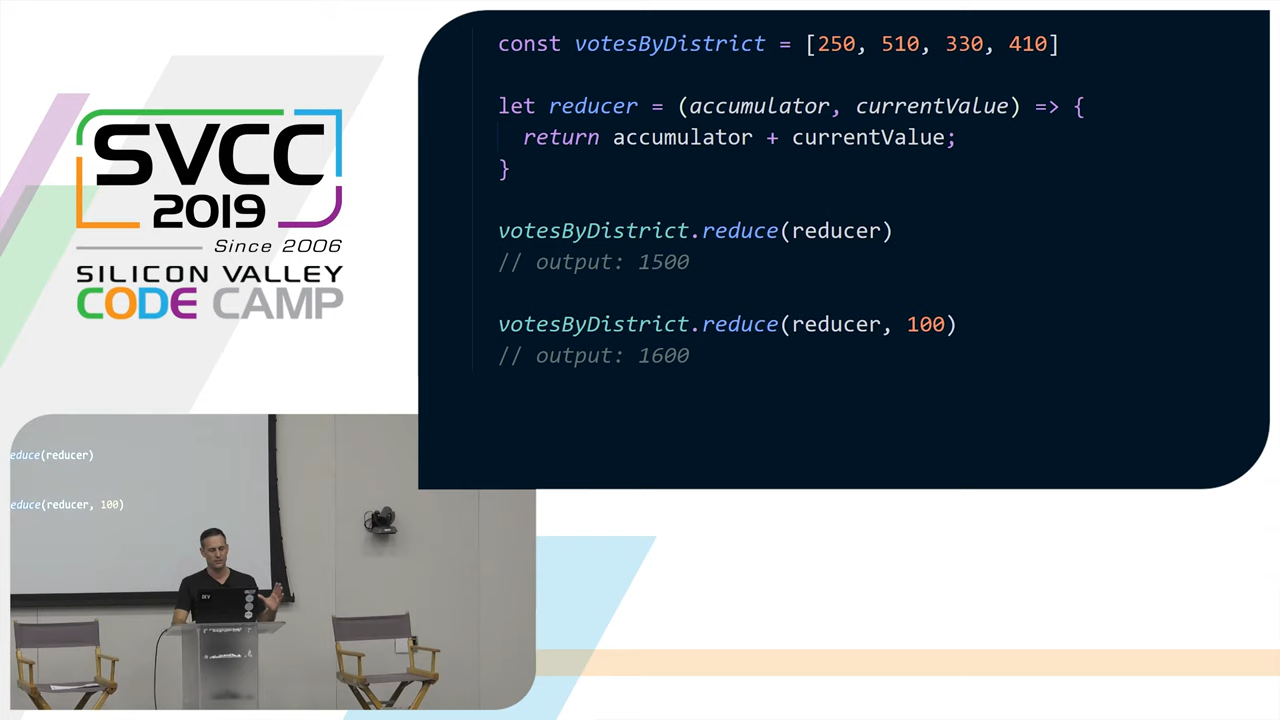 SVCC
2019
Since 2006
SILICON VALLEY
CODE CAMP
const votesByDistrict = [250, 510, 330, 410]
let reducer = (accumulator, currentValue) => {
return accumulator + currentValue;
}
votesByDistrict.reduce(reducer)
// output: 1500
votesByDistrict.reduce(reducer, 100)
// output: 1600
educe(reducer)
educe(reducer, 100)
DEV